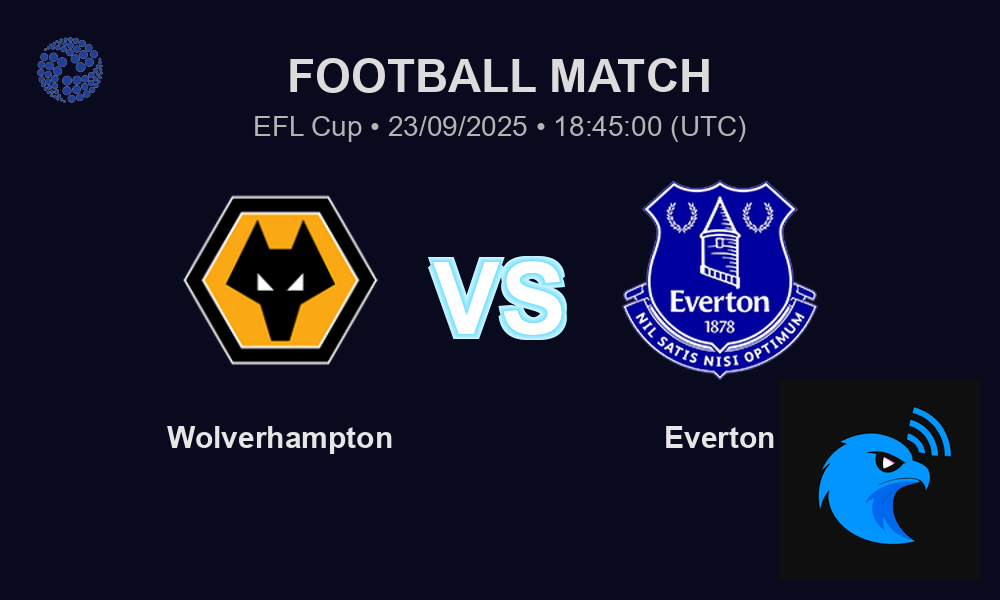 FOOTBALL MATCH
EFL Cup • 23/09/2025 • 18:45:00 (UTC)
VS
Everton
1878
NIL SATIS NISI OPTIMUM
Wolverhampton
Everton